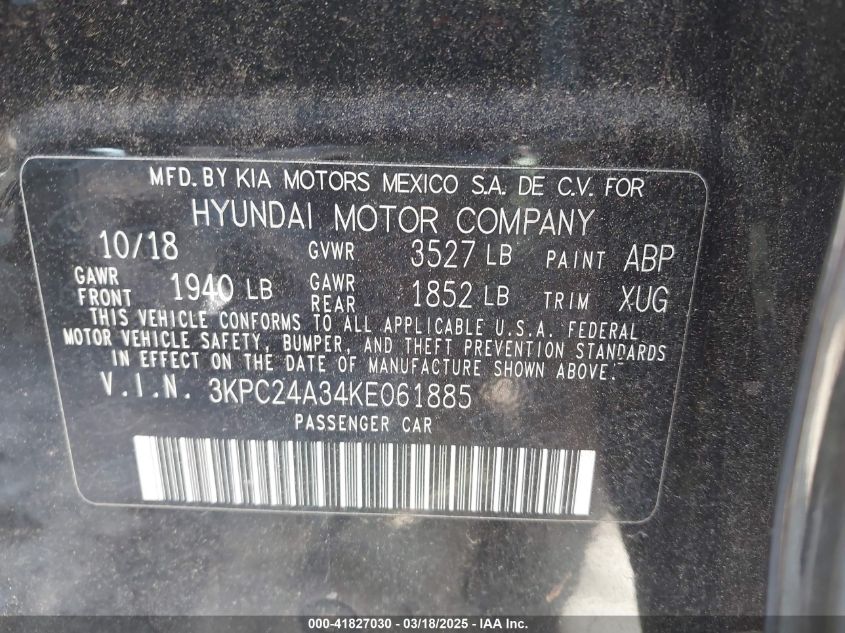 MFD. BY KIA MOTORS MEXICO S.A. DE C.V. FOR
HYUNDAI MOTOR COMPANY
10/18 GVWR 3527 LB PAINT ABP
GAWR FRONT 1940 LB GAWR REAR 1852 LB TRIM XUG
THIS VEHICLE CONFORMS TO ALL APPLICABLE U.S.A. FEDERAL
MOTOR VEHICLE SAFETY, BUMPER, AND THEFT PREVENTION STANDARDS
IN EFFECT ON THE DATE OF MANUFACTURE SHOWN ABOVE.
V.I.N. 3KPC24A34KE061885
PASSENGER CAR
000-41827030 — 03/18/2025 — IAA Inc.